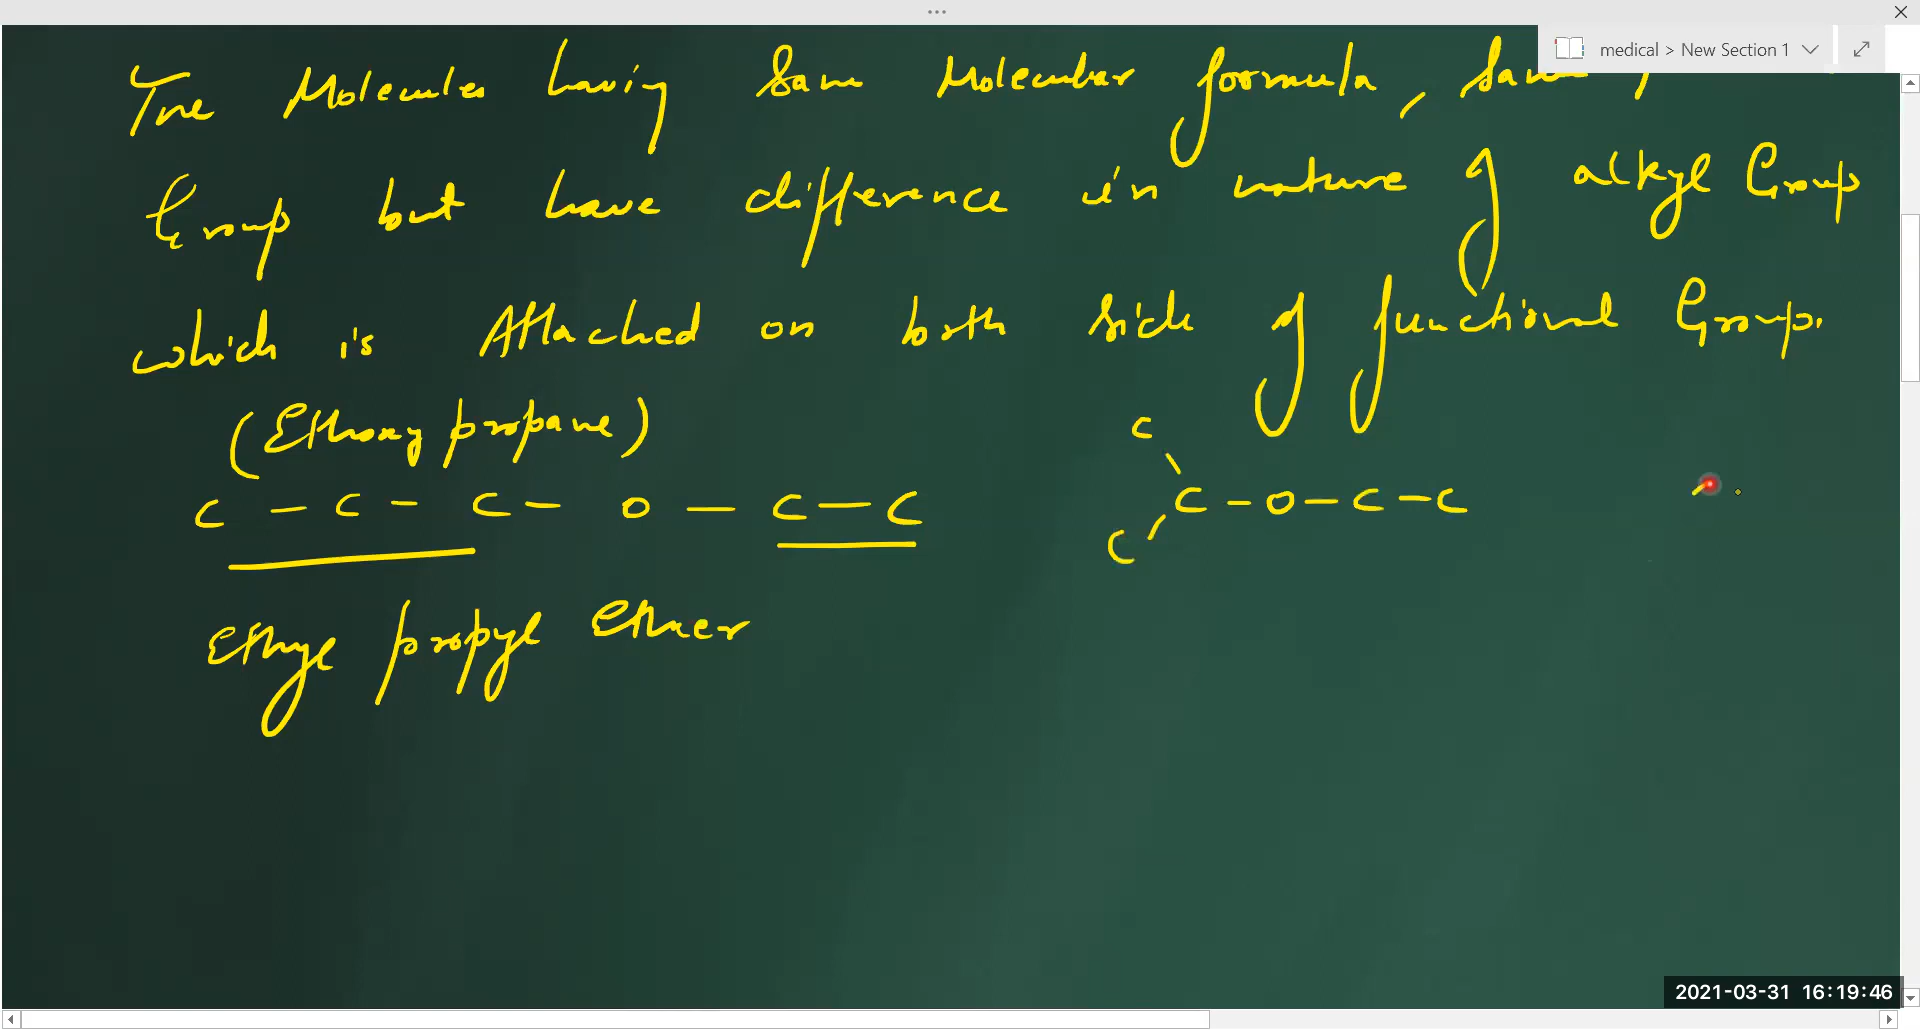 medical > New Section 1
The Molecules having Same Molecular formula, Same
Group but have difference in nature of alkyl Group
which is Attached on both side of functional Group.
(Ethoxy propane)
C - C - C - O - C - C
C
C - O - C - C
C
Ethyl propyl Ether
2021-03-31 16:19:46